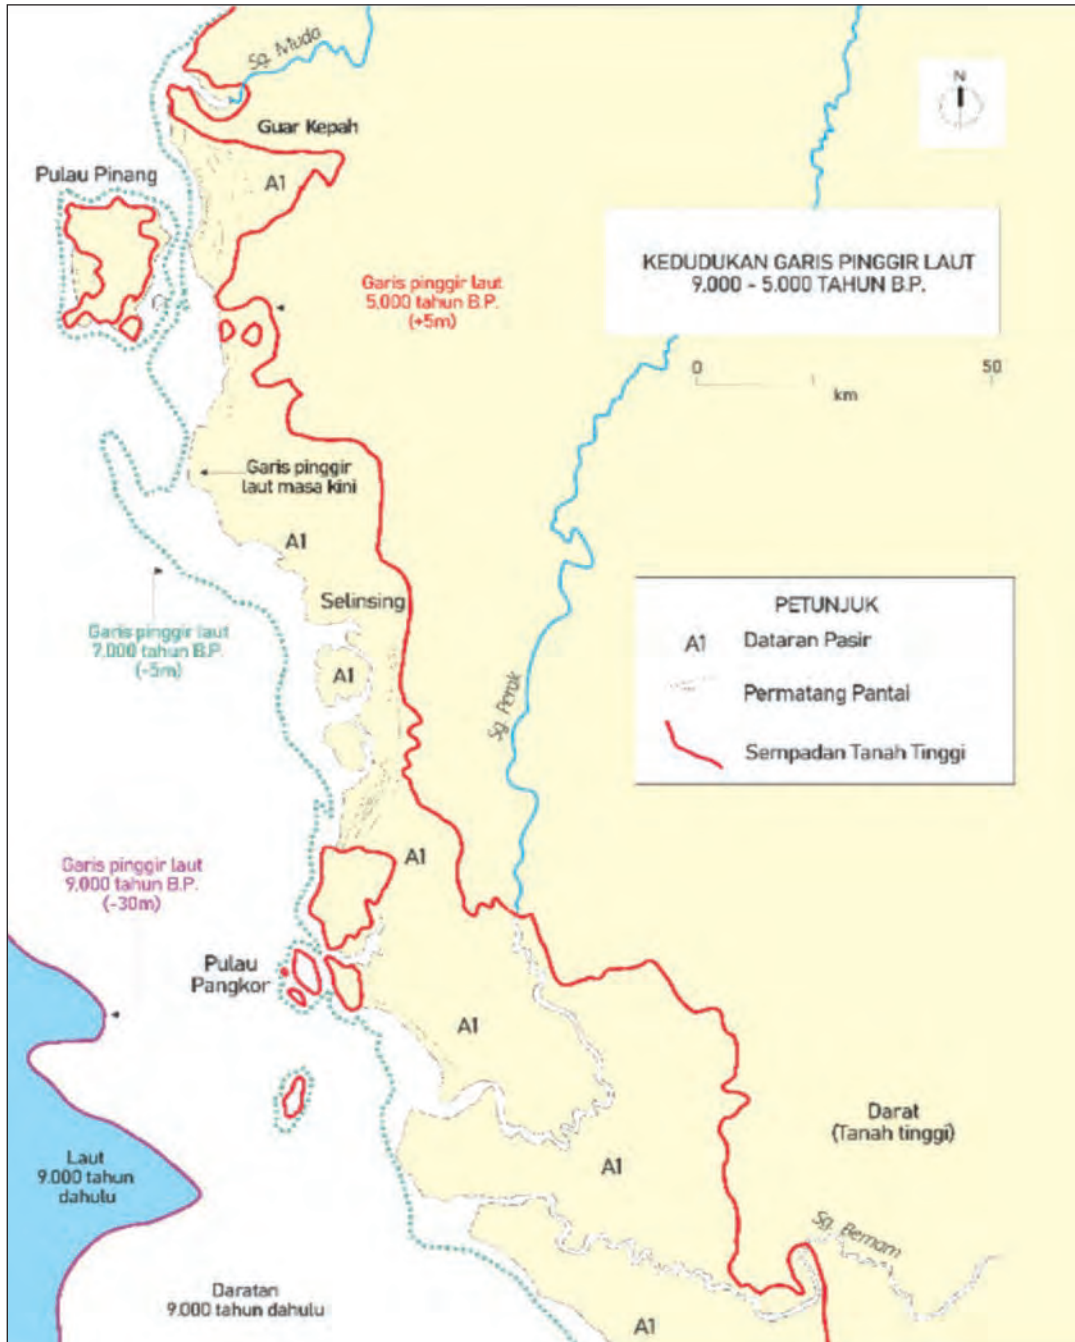 Sg. Muda
N
Guar Kepah
Pulau Pinang
A1
KEDUDUKAN GARIS PINGGIR LAUT
9,000 - 5.000 TAHUN B.P.
Garis pinggir laut
5,000 tahun B.P.
(+5m)
0
50
km
Garis pinggir
laut masa kini
A1
Selinsing
PETUNJUK
A1 Dataran Pasir
Permatang Pantai
Sempadan Tanah Tinggi
Garis pinggir laut
7,000 tahun B.P.
(-5m)
A1
Sg. Perak
A1
Garis pinggir laut
9,000 tahun B.P.
(-30m)
Pulau
Pangkor
A1
Darat
(Tanah tinggi)
Laut
9.000 tahun
dahulu
A1
Sg. Bernam
Daratan
9.000 tahun dahulu
A1